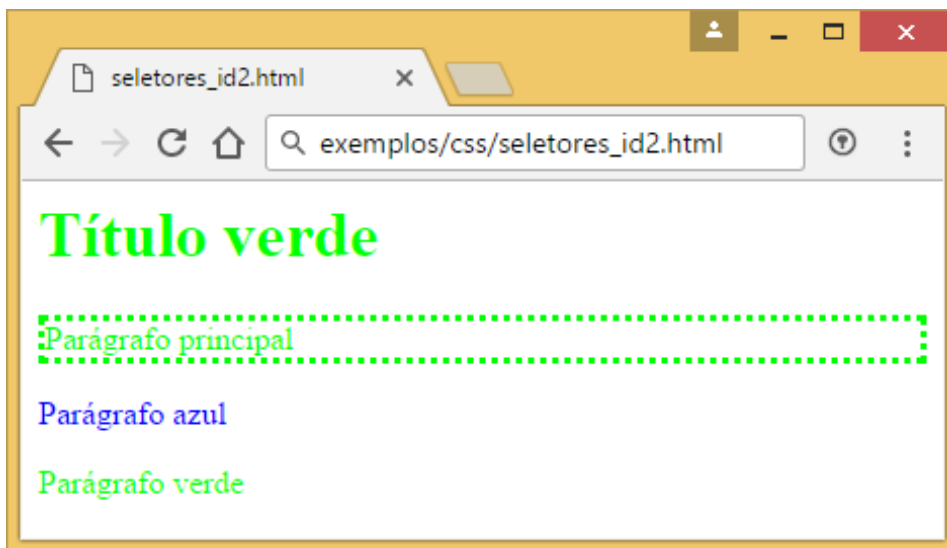 seletores_id2.html
exemplos/css/seletores_id2.html
Título verde
Parágrafo principal
Parágrafo azul
Parágrafo verde